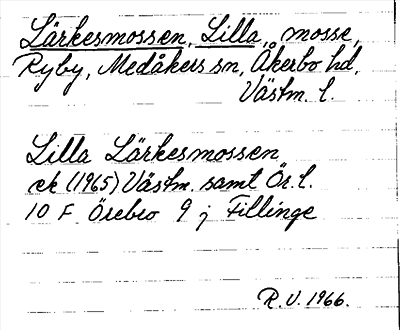 Lärkesmossen, Lilla, mosse,
Ryby, Medåkers sn, Åkerbo hd,
Västm. l.
Lilla Lärkesmossen
ek (1965) Västm. samt Ör. l.
10 F Örebro 9 j Fillinge
R. V. 1966.